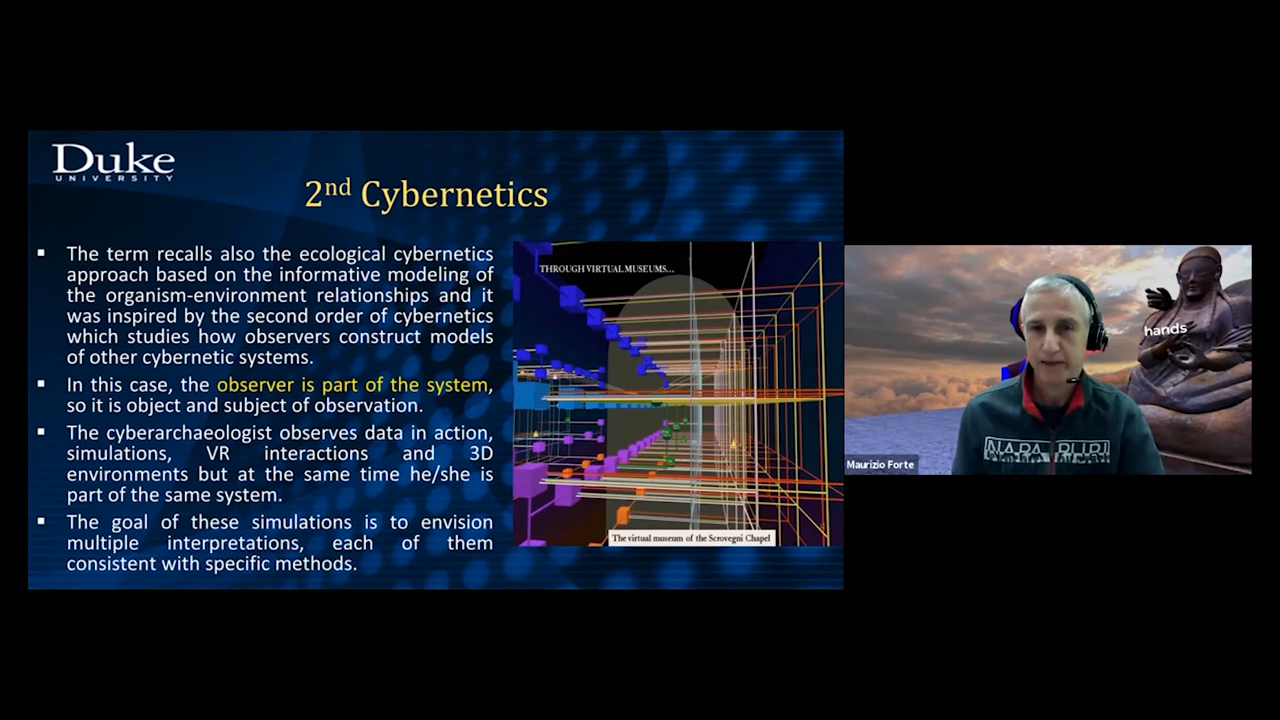 Duke
UNIVERSITY
2nd Cybernetics
▪ The term recalls also the ecological cybernetics
approach based on the informative modeling of
the organism-environment relationships and it
was inspired by the second order of cybernetics
which studies how observers construct models
of other cybernetic systems.
▪ In this case, the observer is part of the system,
so it is object and subject of observation.
▪ The cyberarchaeologist observes data in action,
simulations, VR interactions and 3D
environments but at the same time he/she is
part of the same system.
▪ The goal of these simulations is to envision
multiple interpretations, each of them
consistent with specific methods.
THROUGH VIRTUAL MUSEUMS...
The virtual museum of the Scrovegni Chapel
hands
Maurizio Forte